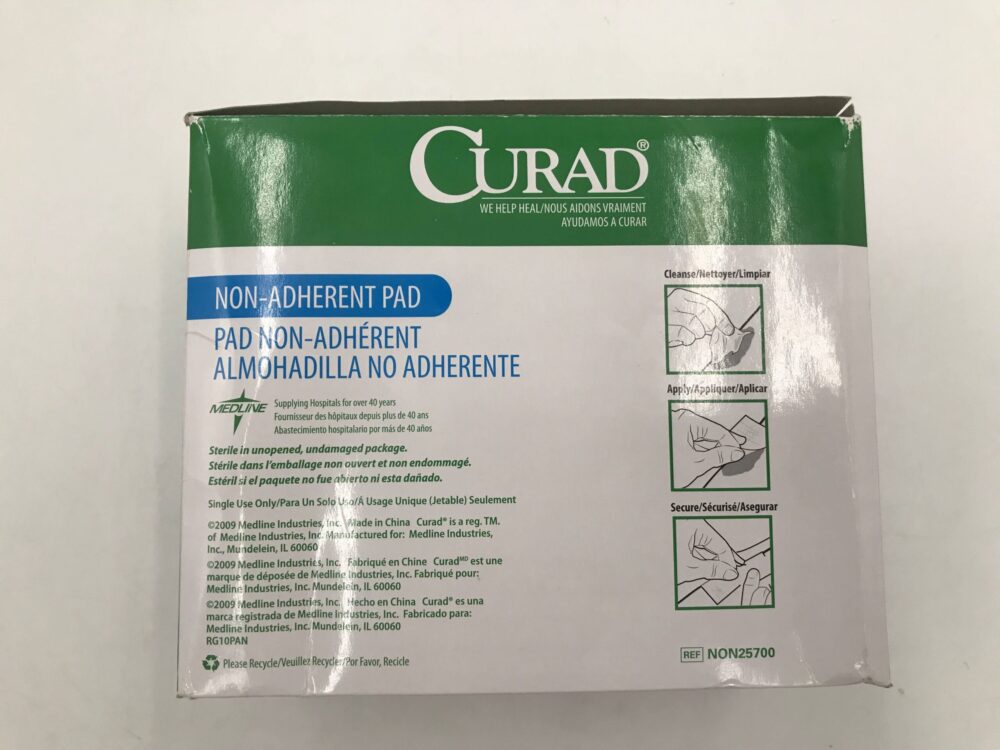 CURAD®
WE HELP HEAL/NOUS AIDONS VRAIMENT
AYUDAMOS A CURAR
NON-ADHERENT PAD
PAD NON-ADHÉRENT
ALMOHADILLA NO ADHERENTE
MEDLINE
Supplying Hospitals for over 40 years
Fournisseur des hôpitaux depuis plus de 40 ans
Abastecimiento hospitalario por más de 40 años
Sterile in unopened, undamaged package.
Stérile dans l'emballage non ouvert et non endommagé.
Estéril si el paquete no fue abierto ni esta dañado.
Single Use Only/Para Un Solo Uso/Á Usage Unique (Jetable) Seulement
©2009 Medline Industries, Inc. Made in China Curad® is a reg. TM.
of Medline Industries, Inc. Manufactured for: Medline Industries,
Inc., Mundelein, IL 60060
©2009 Medline Industries, Inc. Fabriqué en Chine Curad^MD est une
marque de déposée de Medline Industries, Inc. Fabriqué pour:
Medline Industries, Inc. Mundelein, IL 60060
©2009 Medline Industries, Inc. Hecho en China Curad® es una
marca registrada de Medline Industries, Inc. Fabricado para:
Medline Industries, Inc. Mundelein, IL 60060
RG10PAN
Please Recycle/Veuillez Recycler/Por Favor, Recicle
Cleanse/Nettoyer/Limpiar
Apply/Appliquer/Aplicar
Secure/Sécurisé/Asegurar
REF NON25700